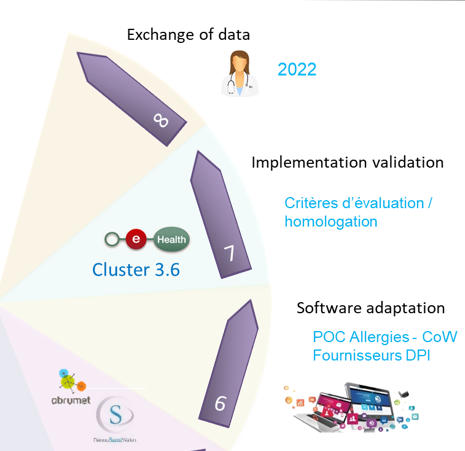 Exchange of data
2022
8
Implementation validation
Critères d'évaluation /
homologation
7
e Health
Cluster 3.6
Software adaptation
POC Allergies - CoW
Fournisseurs DPI
6
abrumet
S